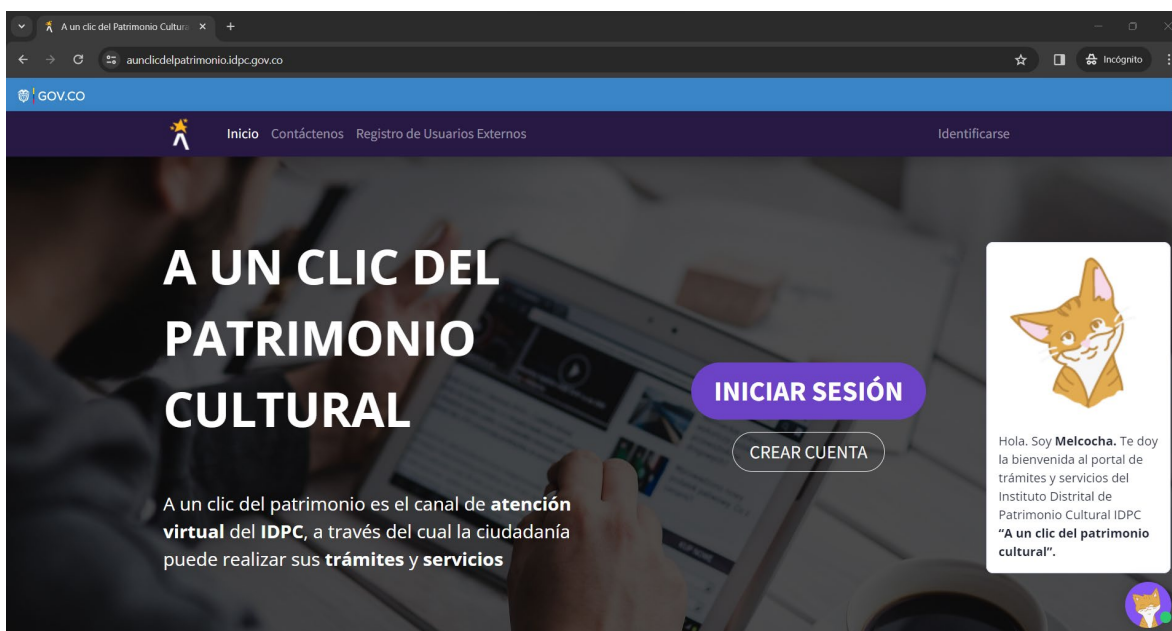 A un clic del Patrimonio Cultura
aunclicdelpatrimonio.idpc.gov.co
Incógnito
GOV.CO
Inicio Contáctenos Registro de Usuarios Externos Identificarse
A UN CLIC DEL
PATRIMONIO
CULTURAL
INICIAR SESIÓN
CREAR CUENTA
A un clic del patrimonio es el canal de atención
virtual del IDPC, a través del cual la ciudadanía
puede realizar sus trámites y servicios
Hola. Soy Melcocha. Te doy
la bienvenida al portal de
trámites y servicios del
Instituto Distrital de
Patrimonio Cultural IDPC
“A un clic del patrimonio
cultural”.